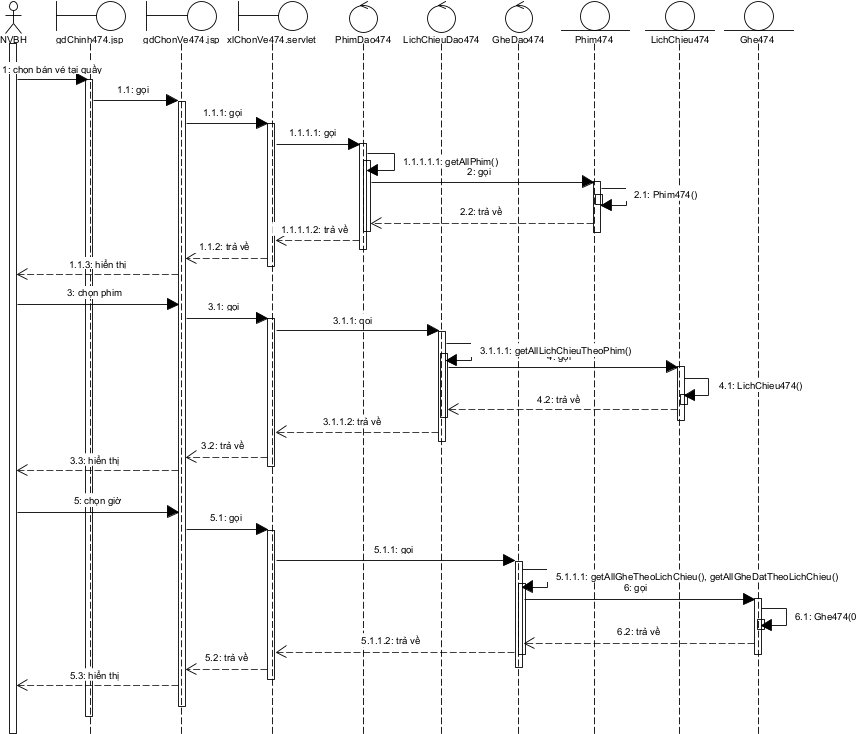 NVBH
gdChinh474.jsp
gdChonVe474.jsp
xlChonVe474.servlet
PhimDao474
LichChieuDao474
GheDao474
Phim474
LichChieu474
Ghe474
1: chọn bán vé tại quầy
1.1: gọi
1.1.1: gọi
1.1.1.1: gọi
1.1.1.1.1: getAllPhim()
2: gọi
2.1: Phim474()
2.2: trả về
1.1.1.1.2: trả về
1.1.2: trả về
1.1.3: hiển thị
3: chọn phim
3.1: gọi
3.1.1: gọi
3.1.1.1: getAllLichChieuTheoPhim()
4: gọi
4.1: LichChieu474()
4.2: trả về
3.1.1.2: trả về
3.2: trả về
3.3: hiển thị
5: chọn giờ
5.1: gọi
5.1.1: gọi
5.1.1.1: getAllGheTheoLichChieu(), getAllGheDatTheoLichChieu()
6: gọi
6.1: Ghe474(0
6.2: trả về
5.1.1.2: trả về
5.2: trả về
5.3: hiển thị